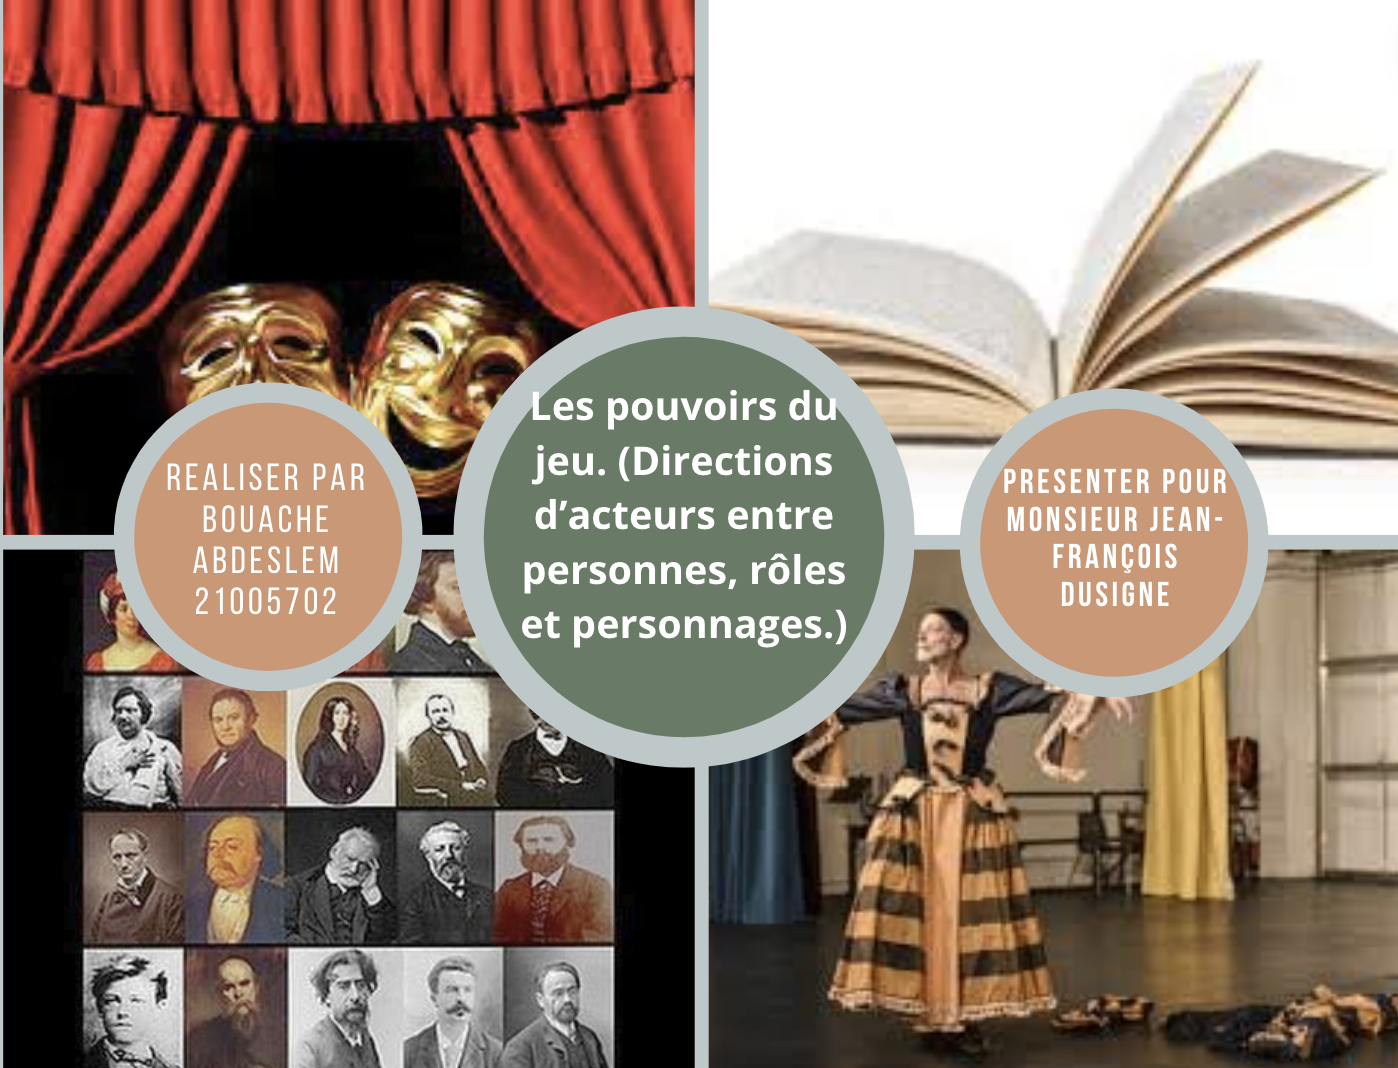 REALISER PAR
BOUACHE
ABDESLEM
21005702
Les pouvoirs du
jeu. (Directions
d’acteurs entre
personnes, rôles
et personnages.)
PRESENTER POUR
MONSIEUR JEAN-
FRANÇOIS
DUSIGNE